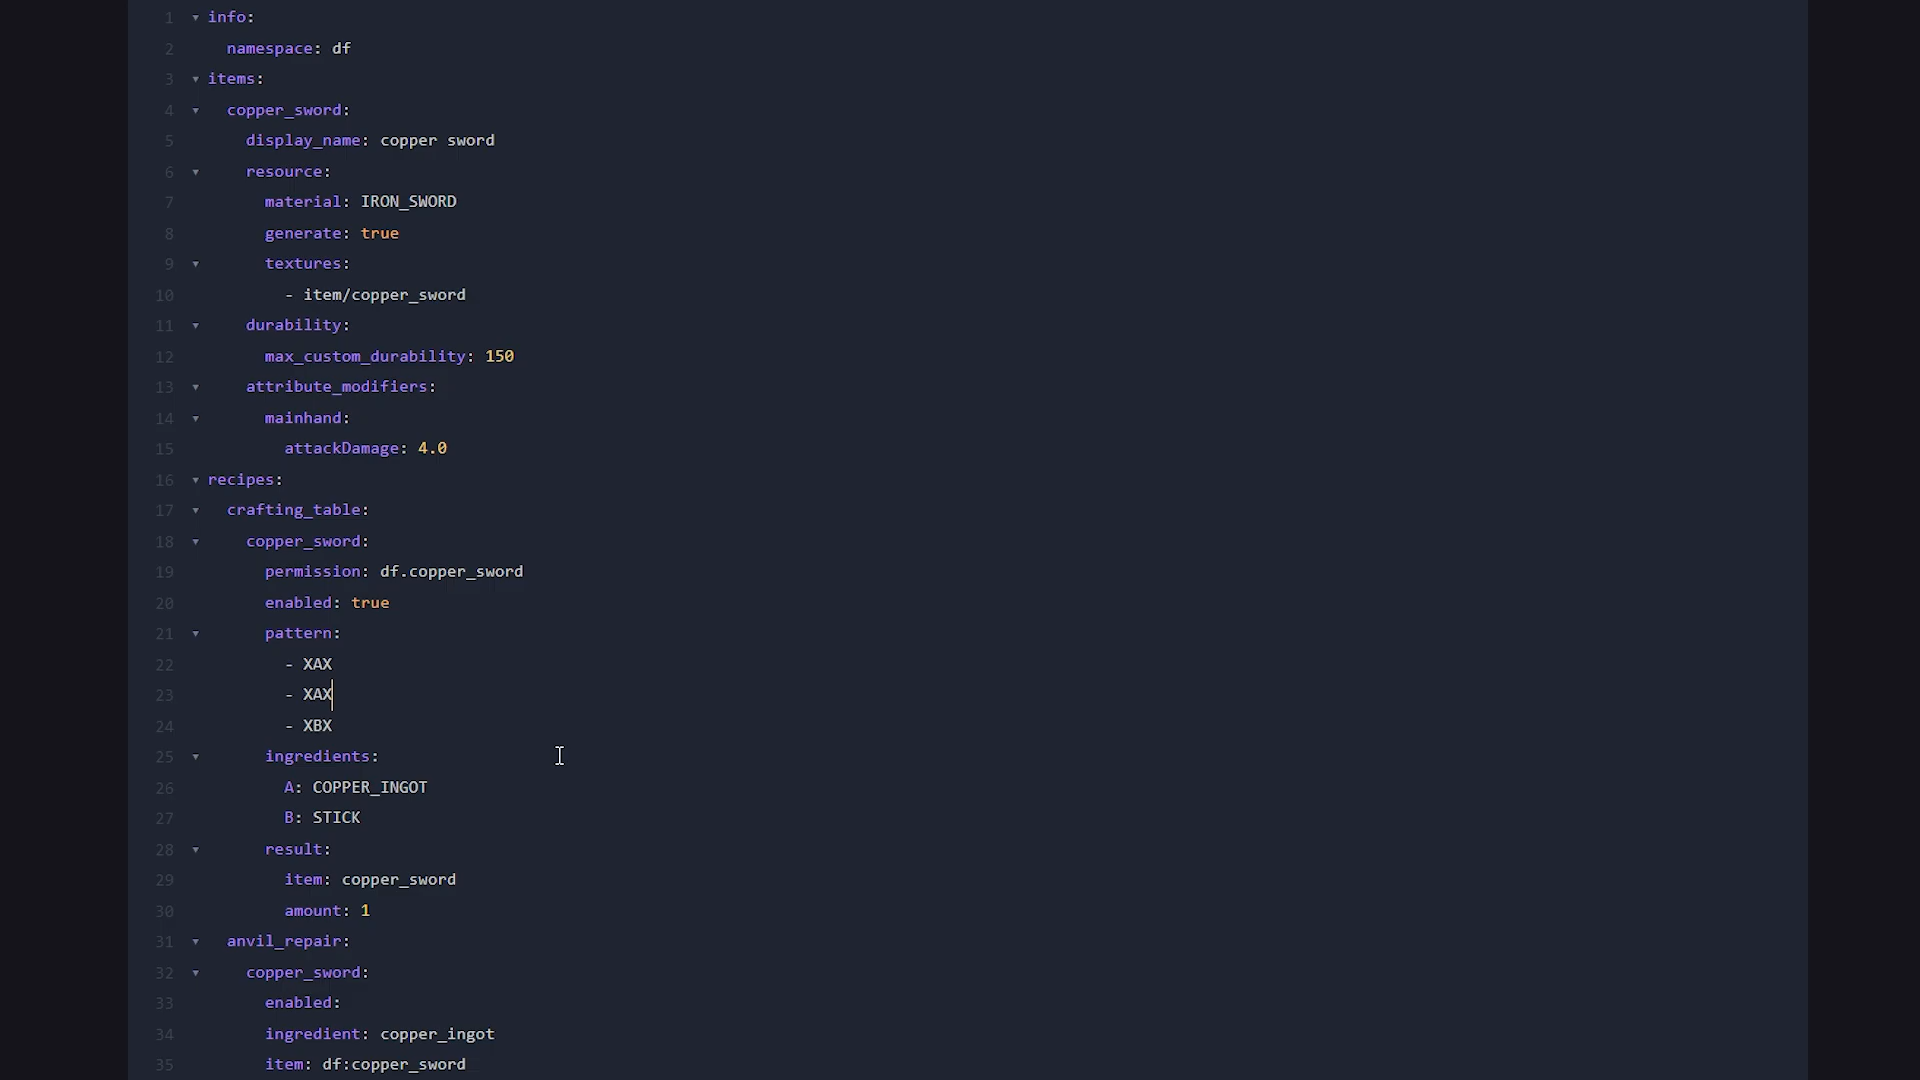 1 info:
2 namespace: df
3 items:
4 copper_sword:
5 display_name: copper sword
6 resource:
7 material: IRON_SWORD
8 generate: true
9 textures:
10 - item/copper_sword
11 durability:
12 max_custom_durability: 150
13 attribute_modifiers:
14 mainhand:
15 attackDamage: 4.0
16 recipes:
17 crafting_table:
18 copper_sword:
19 permission: df.copper_sword
20 enabled: true
21 pattern:
22 - XAX
23 - XAX
24 - XBX
25 ingredients:
26 A: COPPER_INGOT
27 B: STICK
28 result:
29 item: copper_sword
30 amount: 1
31 anvil_repair:
32 copper_sword:
33 enabled:
34 ingredient: copper_ingot
35 item: df:copper_sword